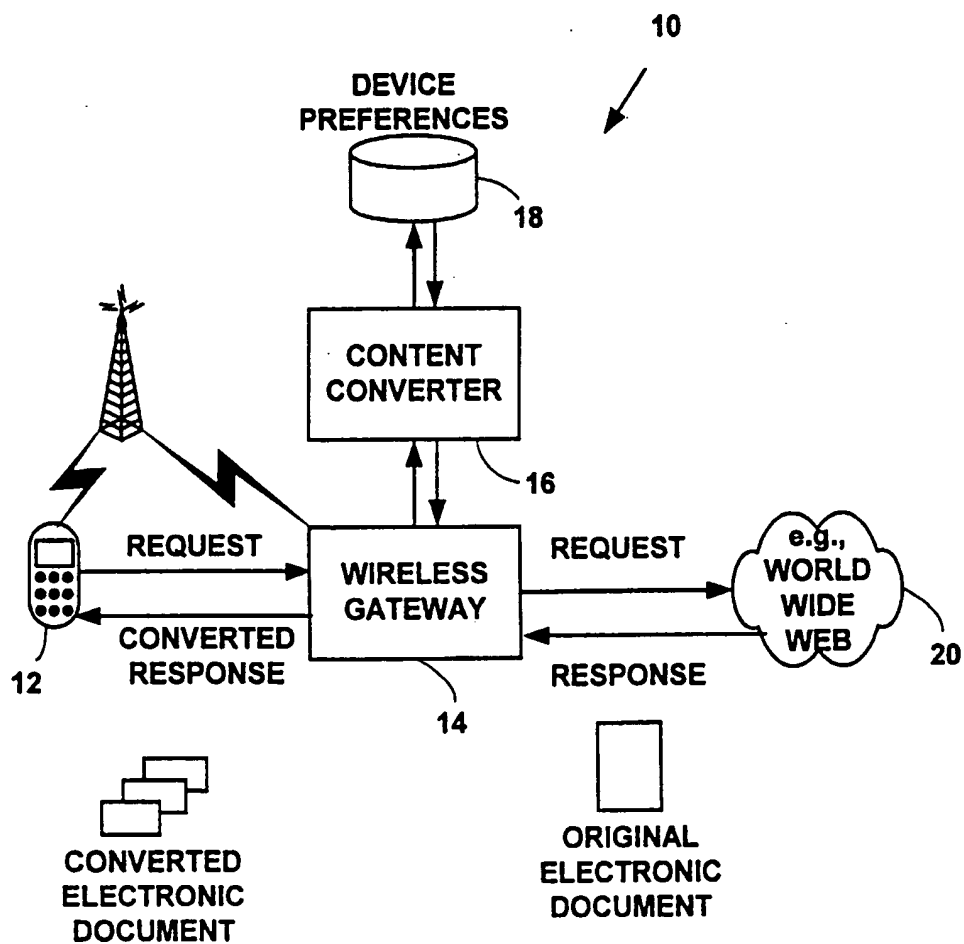 10
DEVICE
PREFERENCES
18
CONTENT
CONVERTER
16
REQUEST
CONVERTED
RESPONSE
12
WIRELESS
GATEWAY
14
REQUEST
RESPONSE
e.g.,
WORLD
WIDE
WEB
20
CONVERTED
ELECTRONIC
DOCUMENT
ORIGINAL
ELECTRONIC
DOCUMENT